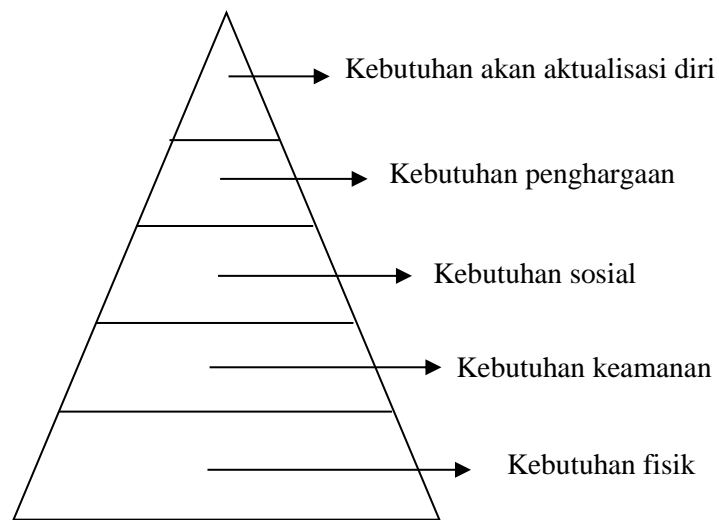 Kebutuhan akan aktualisasi diri
Kebutuhan penghargaan
Kebutuhan sosial
Kebutuhan keamanan
Kebutuhan fisik